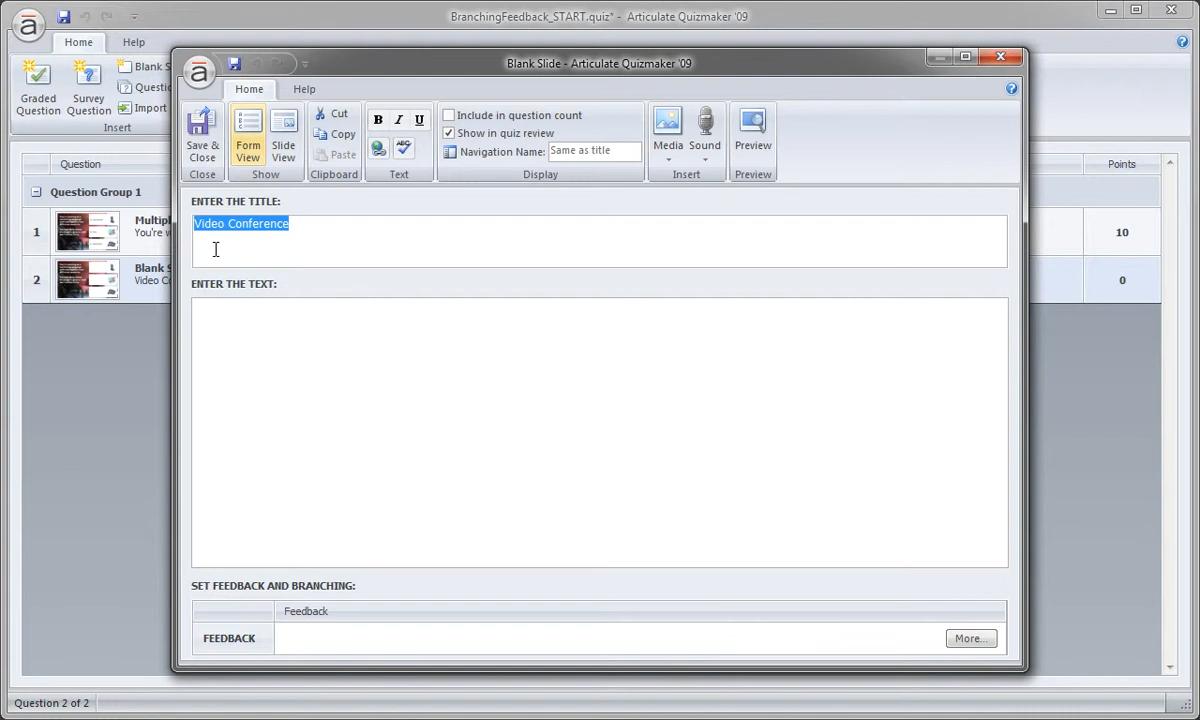 BranchingFeedback_START.quiz* - Articulate Quizmaker '09
Home
Help
Graded Question
Survey Question
Blank S
Questio
Import
Insert
Question
Points
Question Group 1
1
Multipl
You're v
10
2
Blank S
Video Co
0
Question 2 of 2
Blank Slide - Articulate Quizmaker '09
Home
Help
Save & Close
Close
Form View
Slide View
Show
Cut
Copy
Paste
Clipboard
B I U
ABC
Text
Include in question count
Show in quiz review
Navigation Name: Same as title
Display
Media
Sound
Insert
Preview
Preview
ENTER THE TITLE:
Video Conference
ENTER THE TEXT:
SET FEEDBACK AND BRANCHING:
Feedback
FEEDBACK
More...